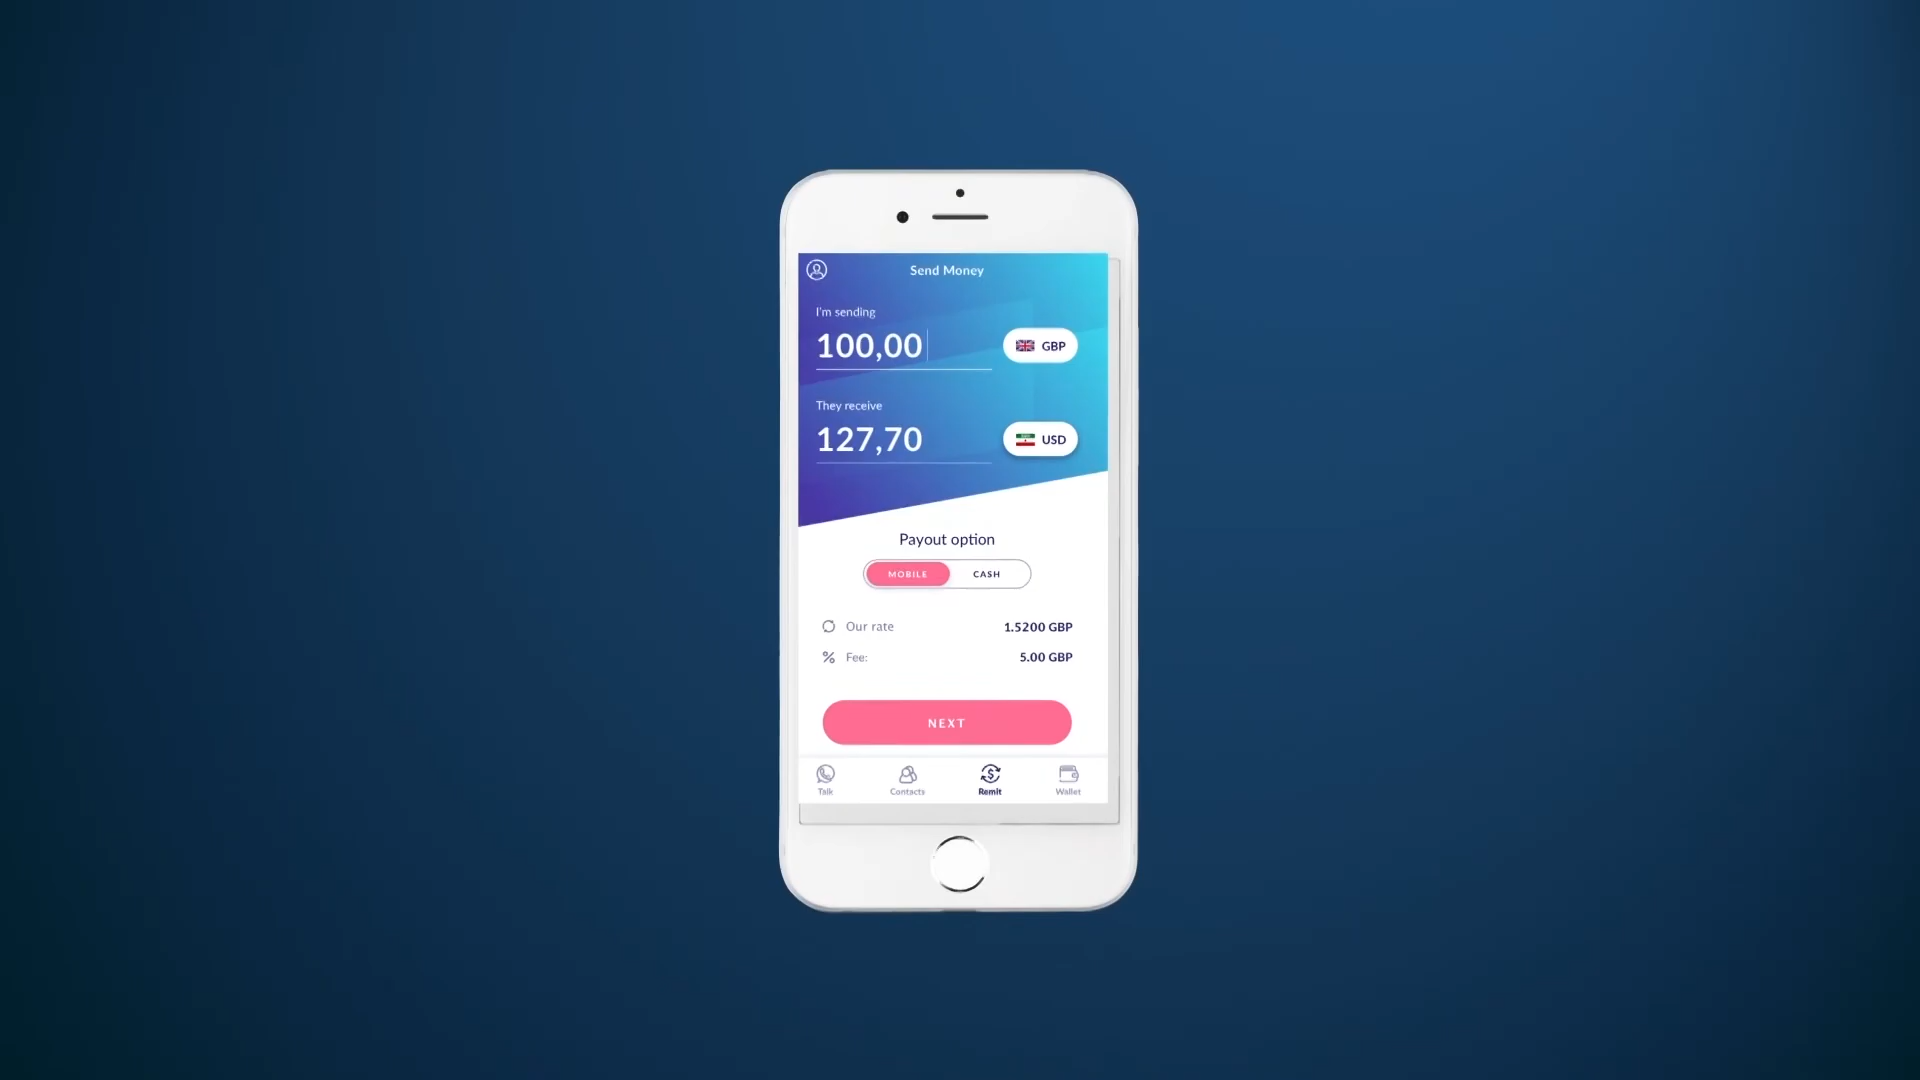 Send Money
I'm sending
100,00
GBP
They receive
127,70
USD
Payout option
MOBILE
CASH
Our rate
1.5200 GBP
Fee:
5.00 GBP
NEXT
Talk
Contacts
Remit
Wallet